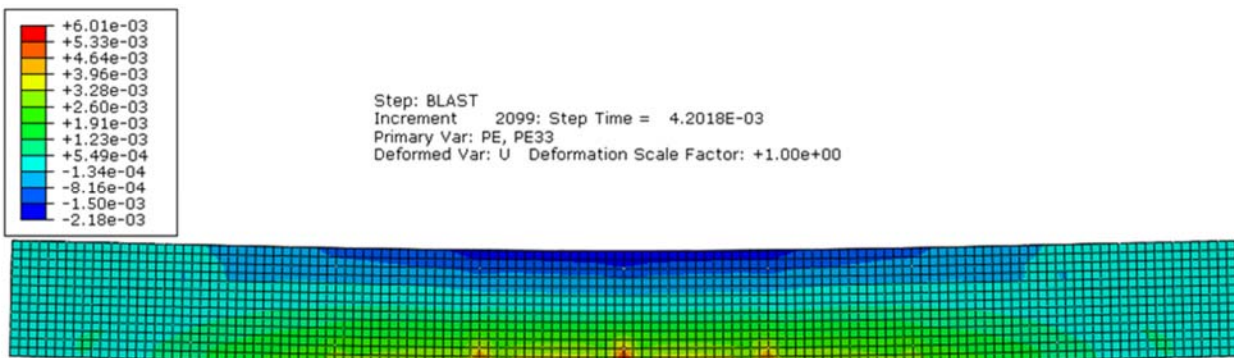 +6.01e-03
+5.33e-03
+4.64e-03
+3.96e-03
+3.28e-03
+2.60e-03
+1.91e-03
+1.23e-03
+5.49e-04
-1.34e-04
-8.16e-04
-1.50e-03
-2.18e-03
Step: BLAST
Increment 2099: Step Time = 4.2018E-03
Primary Var: PE, PE33
Deformed Var: U Deformation Scale Factor: +1.00e+00